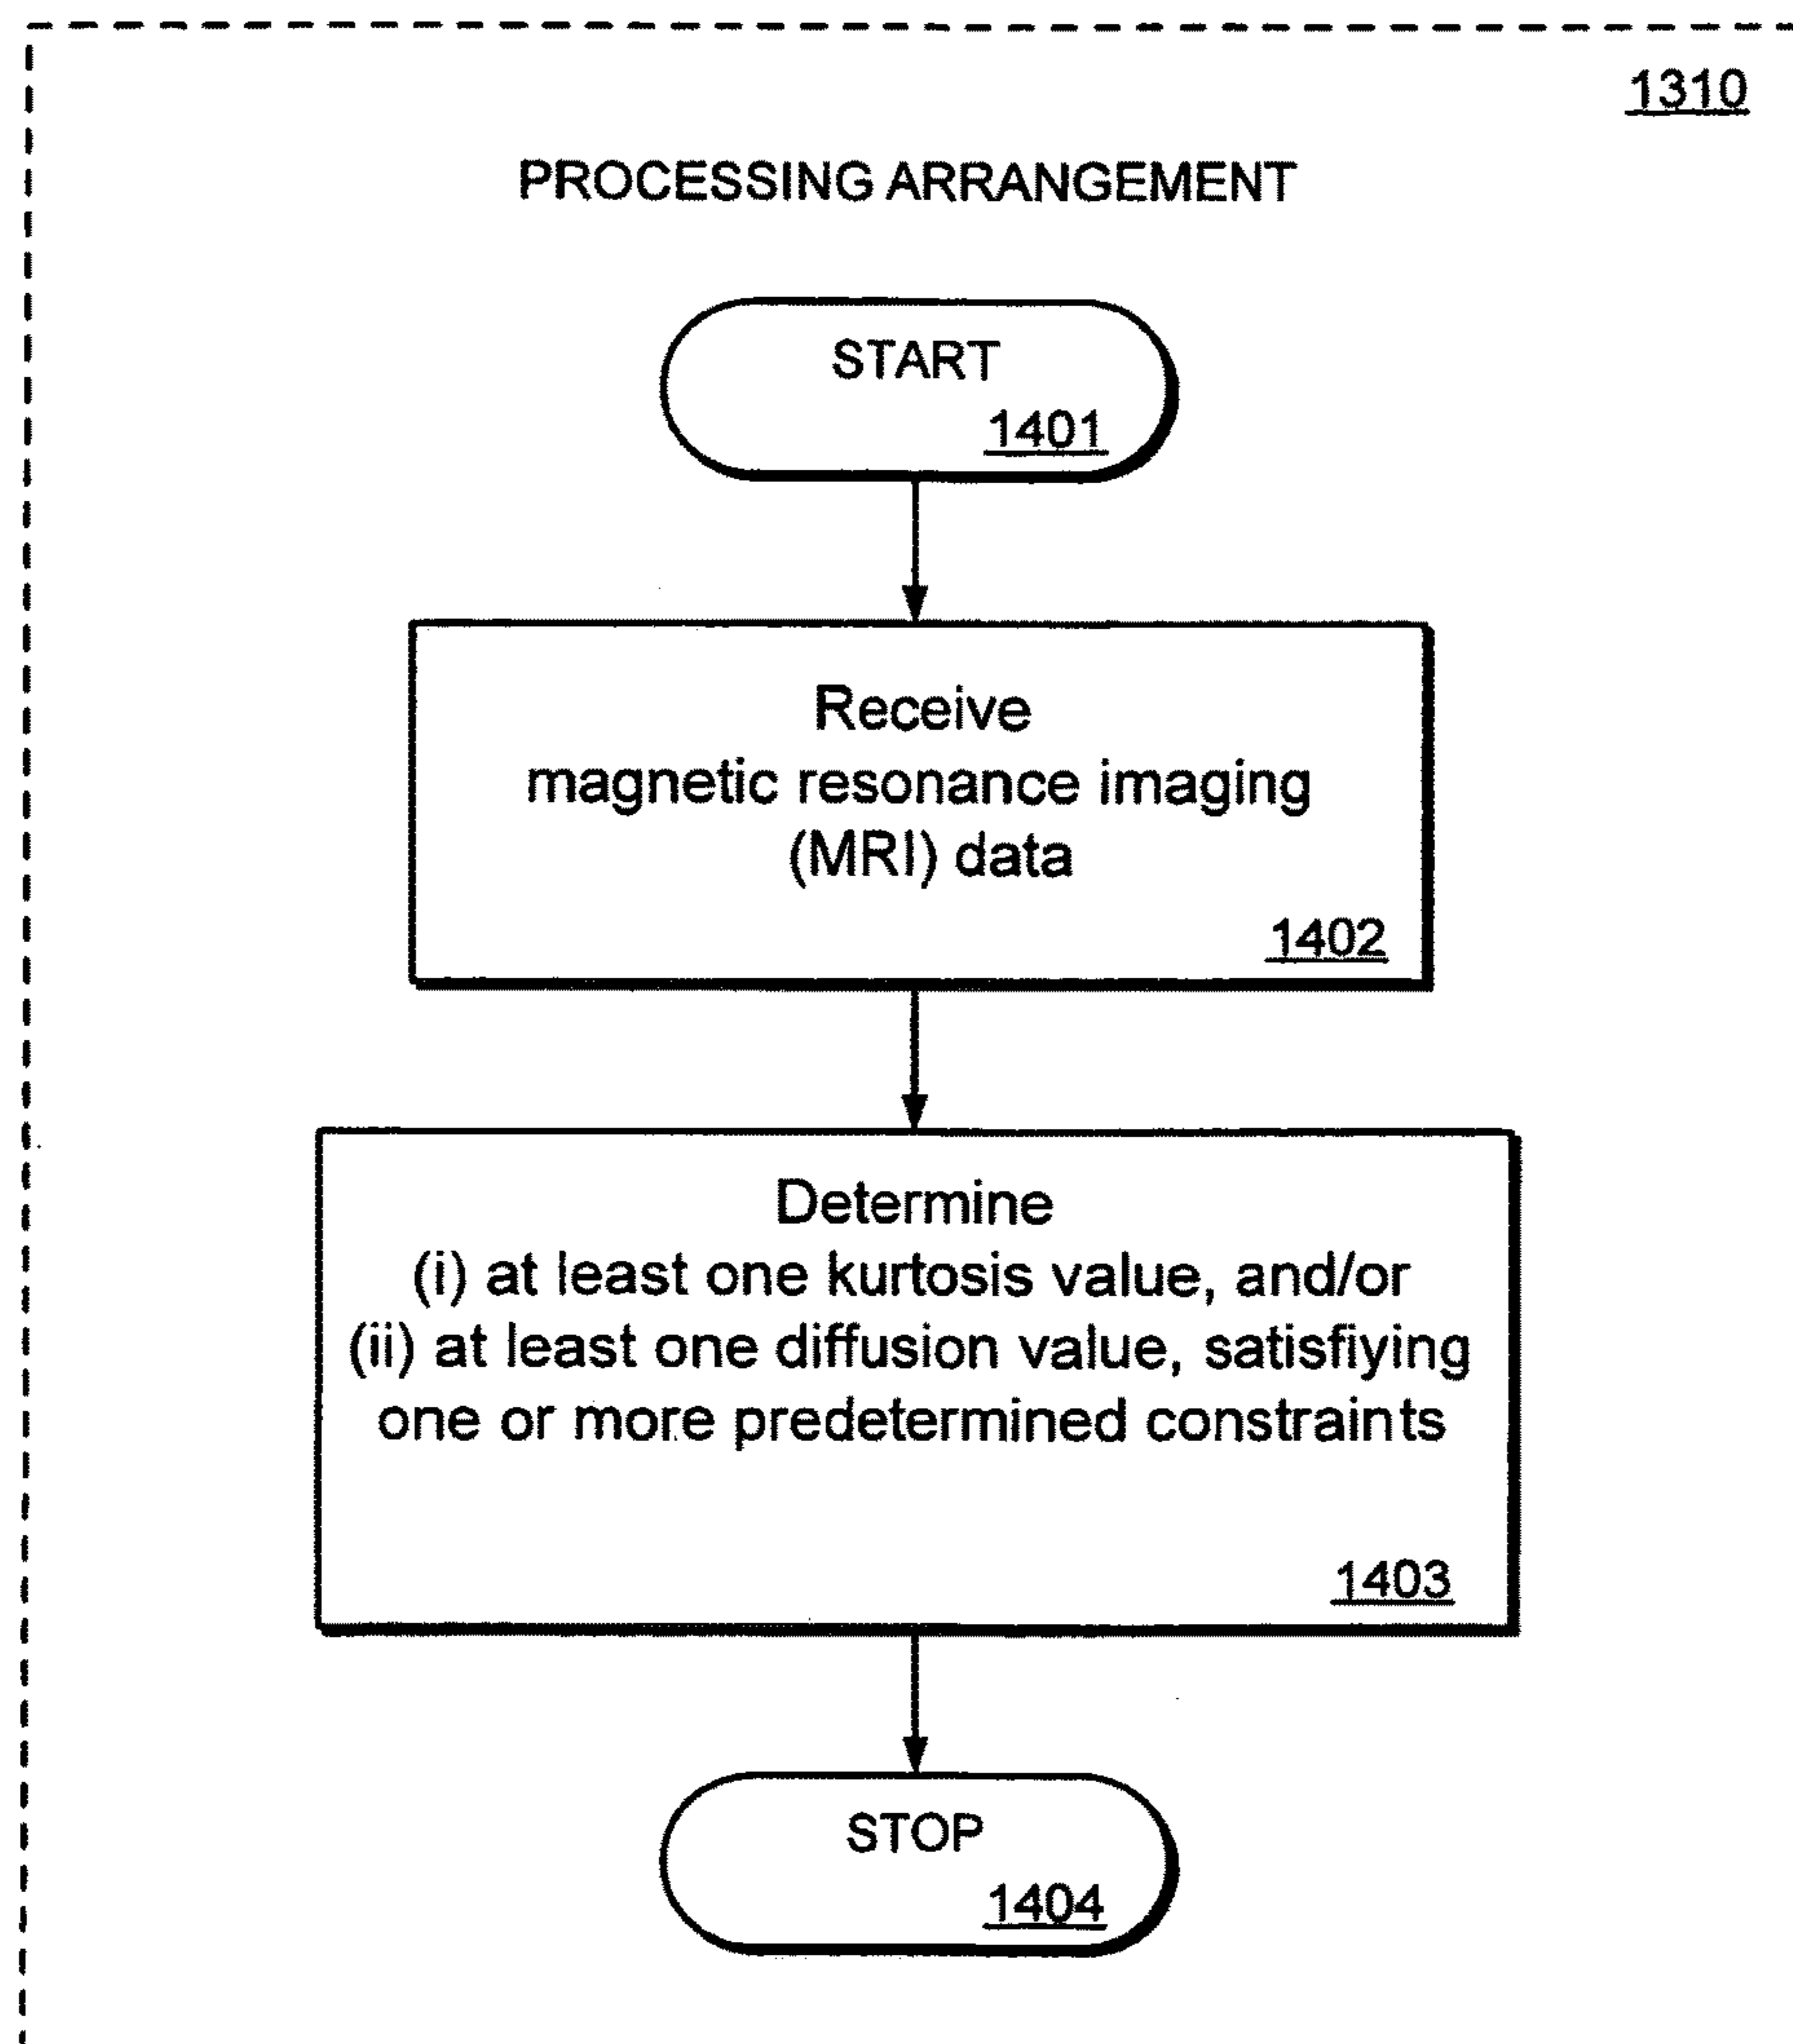 1310
PROCESSING ARRANGEMENT
START
1401
Receive
magnetic resonance imaging
(MRI) data
1402
Determine
(i) at least one kurtosis value, and/or
(ii) at least one diffusion value, satisfiying
one or more predetermined constraints
1403
STOP
1404